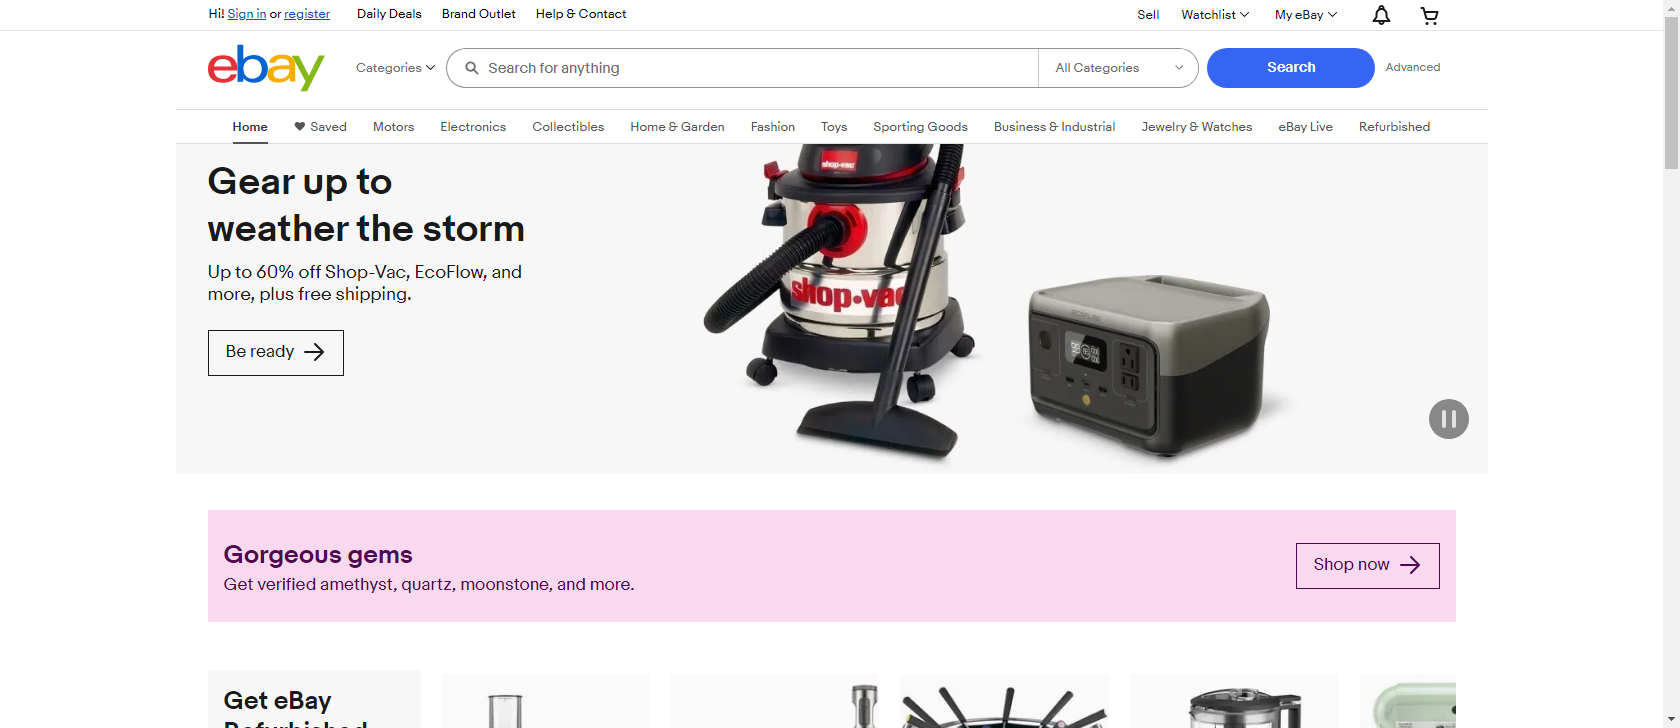 Hi! Sign in or register Daily Deals Brand Outlet Help & Contact Sell Watchlist My eBay
ebay Categories Search for anything All Categories Search Advanced
Home Saved Motors Electronics Collectibles Home & Garden Fashion Toys Sporting Goods Business & Industrial Jewelry & Watches eBay Live Refurbished
Gear up to
weather the storm
Up to 60% off Shop-Vac, EcoFlow, and
more, plus free shipping.
Be ready
shop-vac
shop•vac
ECOFLOW
Gorgeous gems
Get verified amethyst, quartz, moonstone, and more.
Shop now
Get eBay
Refurbished